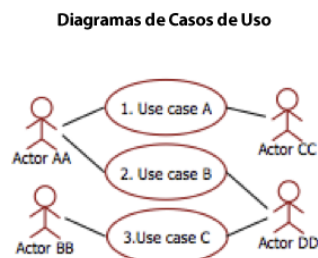 Diagramas de Casos de Uso
1. Use case A
Actor AA
Actor CC
2. Use case B
Actor BB
3.Use case C
Actor DD